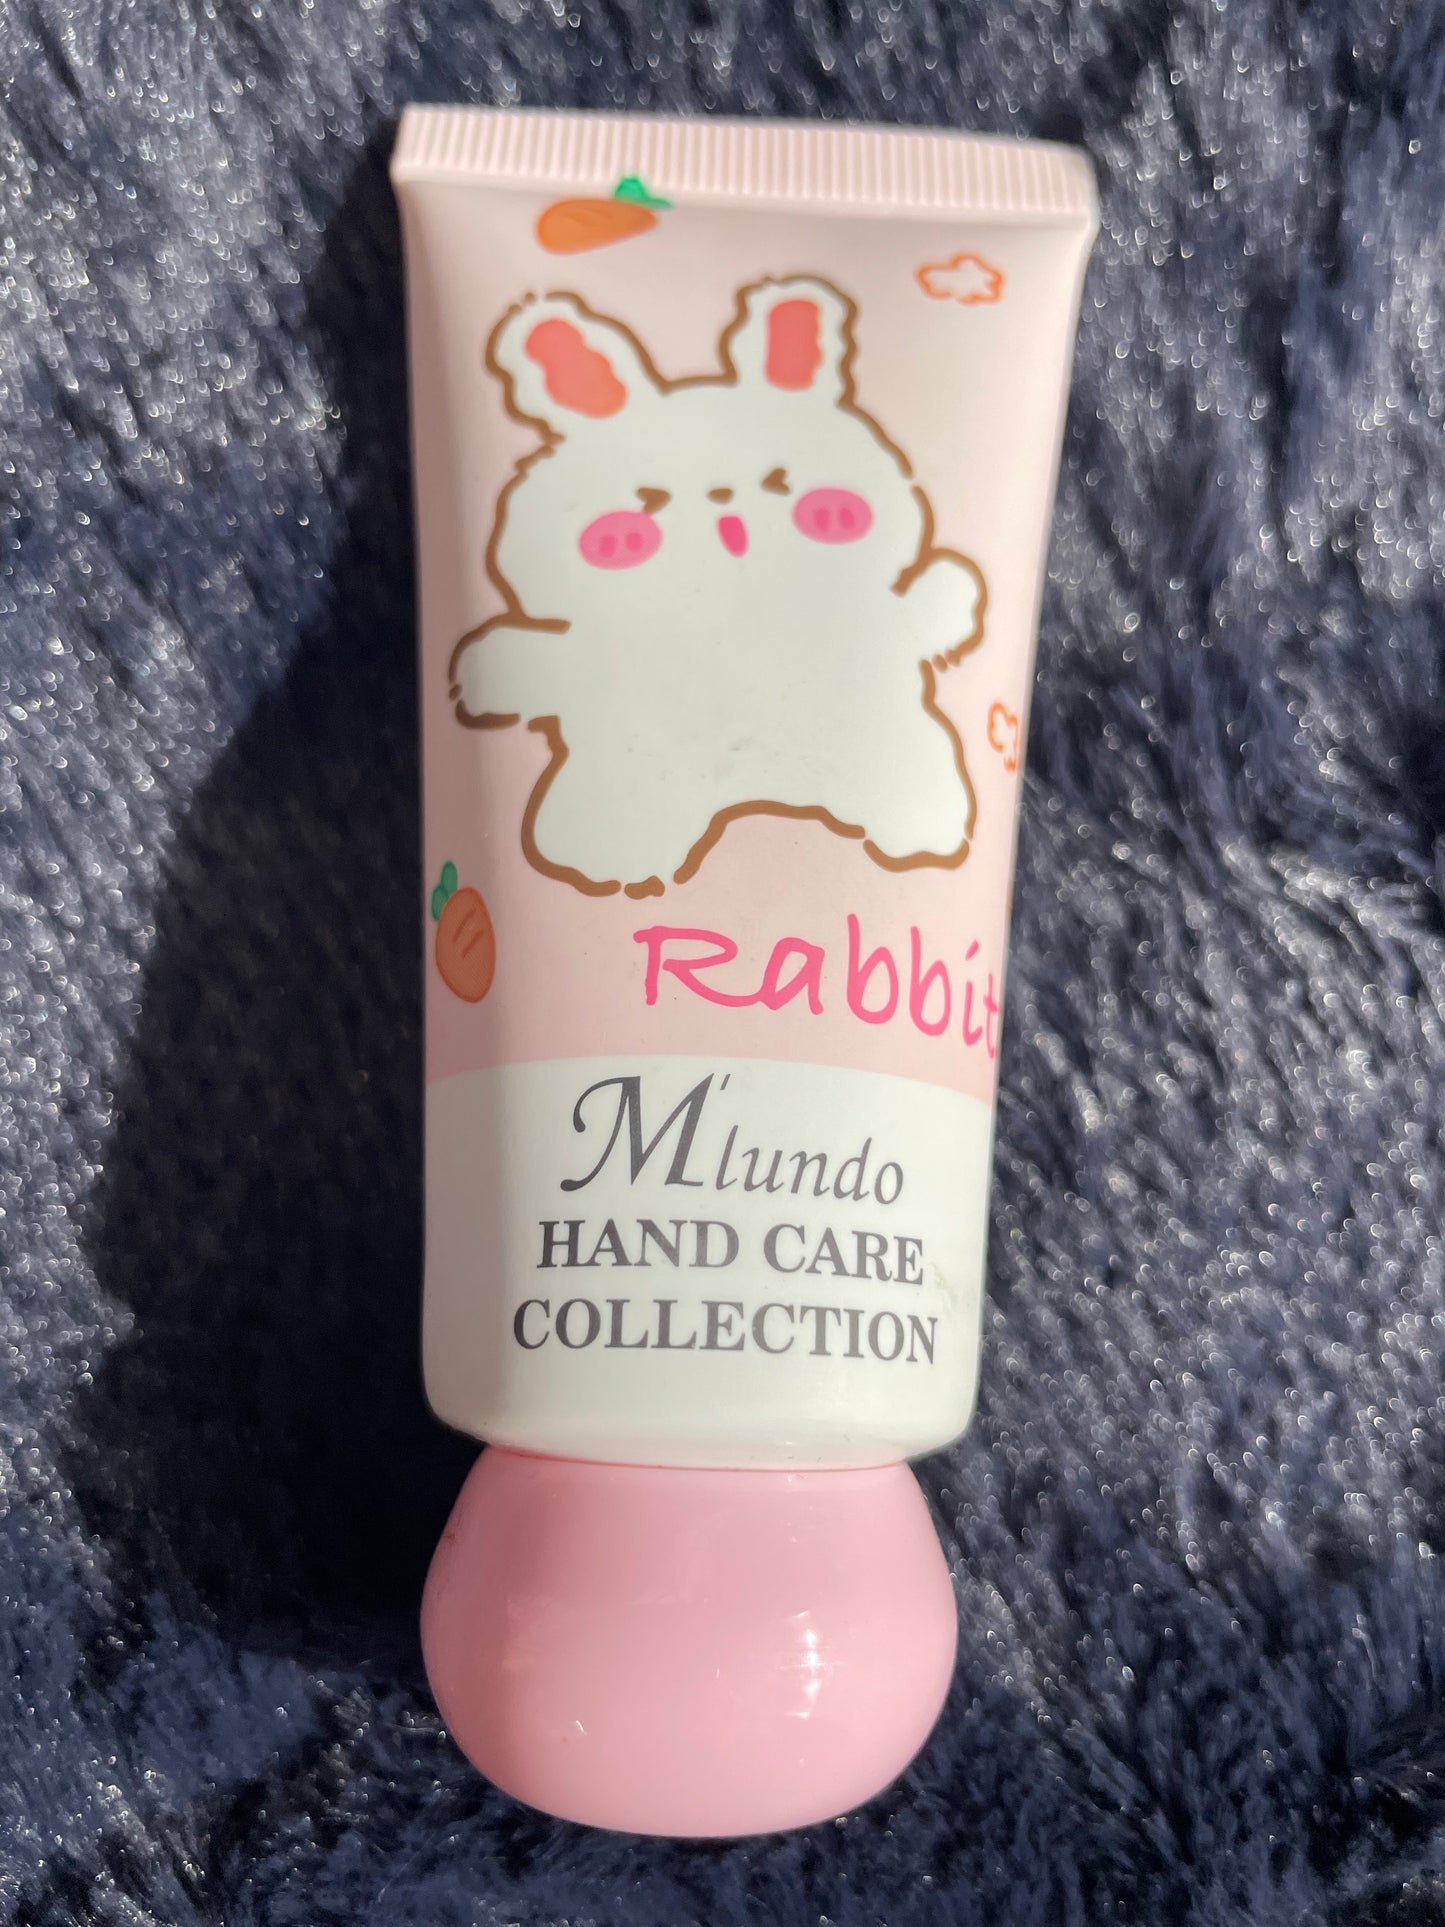 Rabbit
M'lundo
HAND CARE
COLLECTION